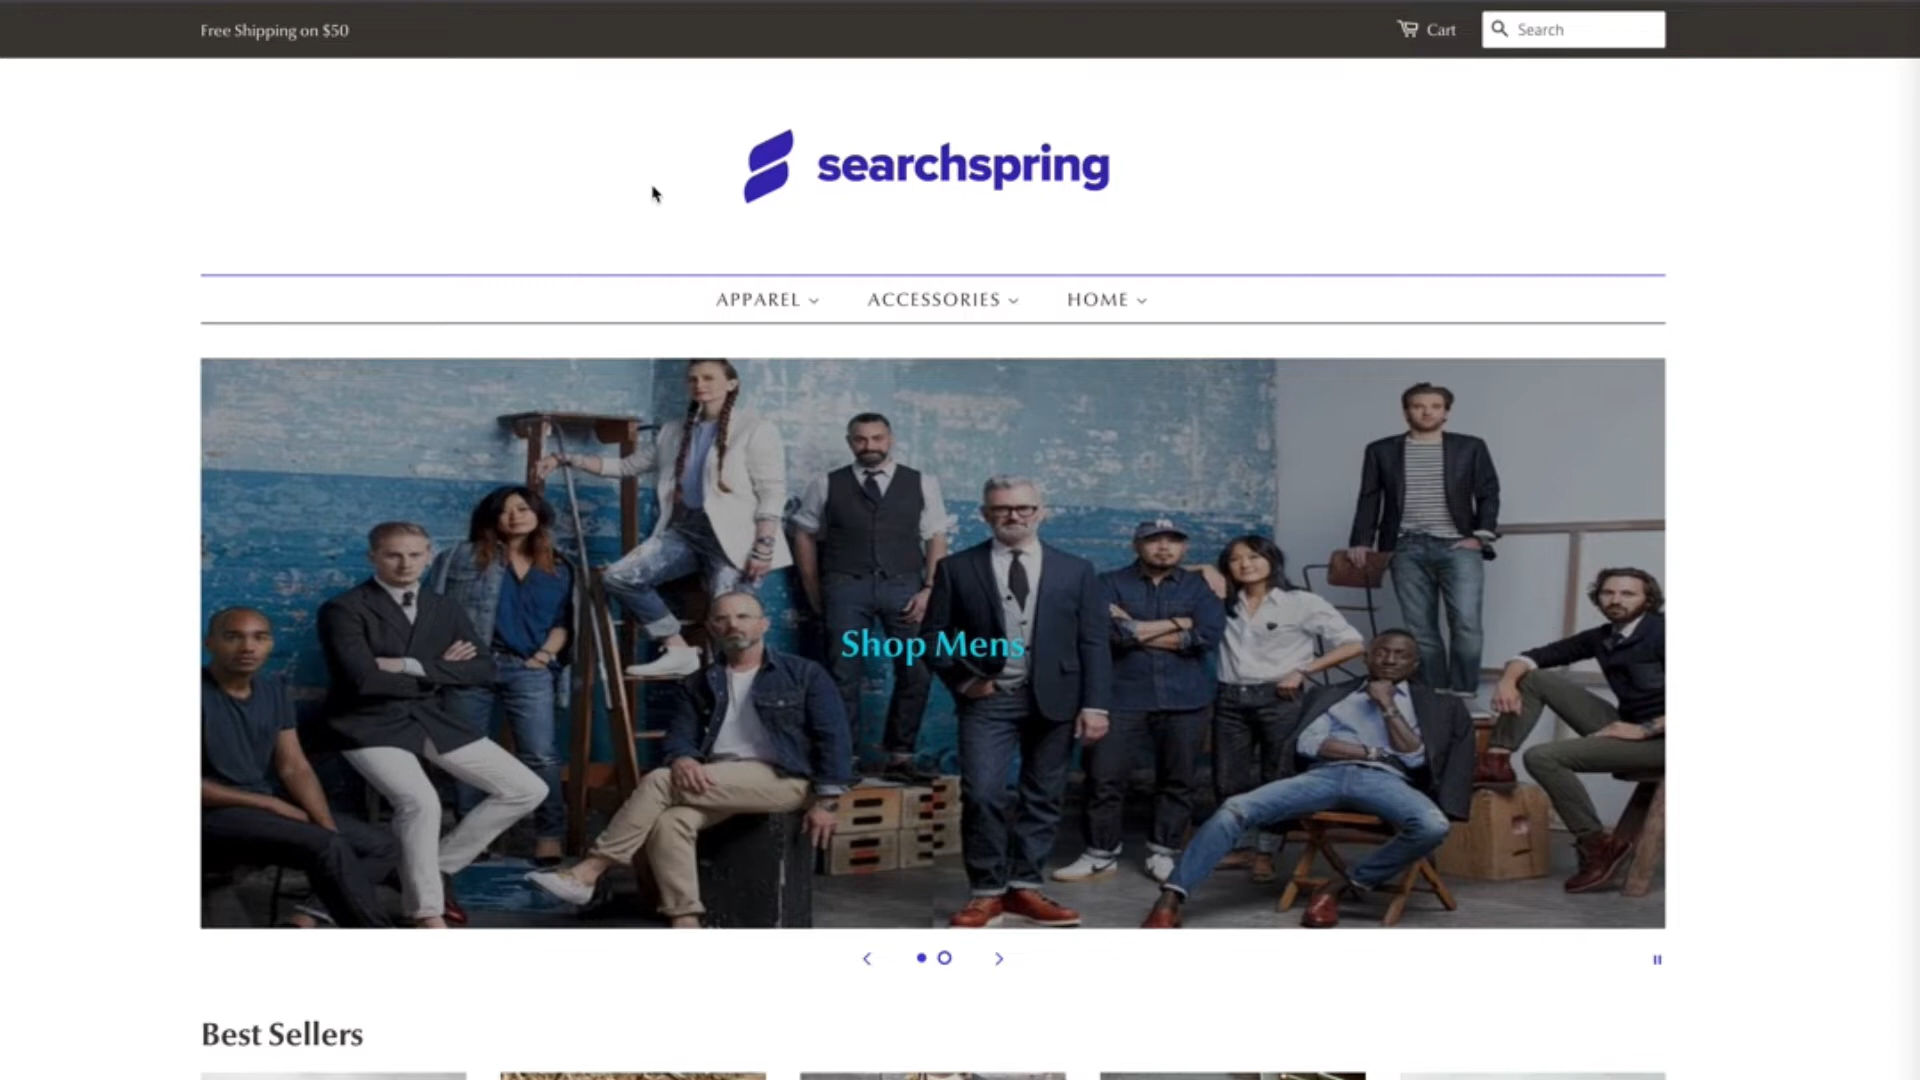 Free Shipping on $50
Cart
Search
searchspring
APPAREL
ACCESSORIES
HOME
Shop Mens
Best Sellers